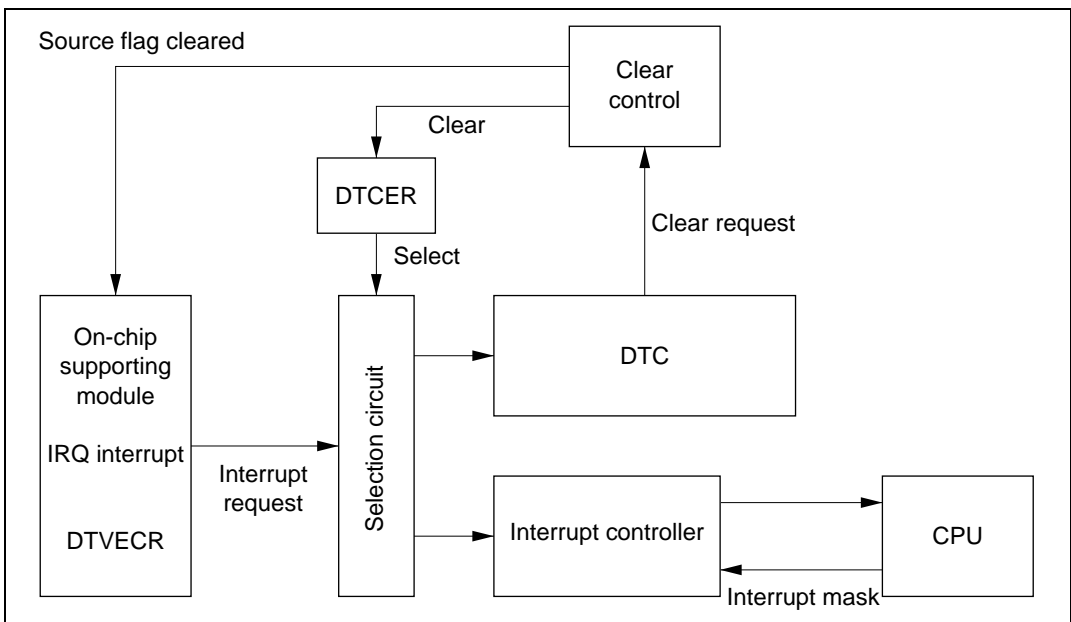 Source flag cleared
Clear
control
Clear
DTCER
Clear request
Select
On-chip
supporting
module
IRQ interrupt
DTVECR
Interrupt
request
Selection circuit
DTC
Interrupt controller
CPU
Interrupt mask